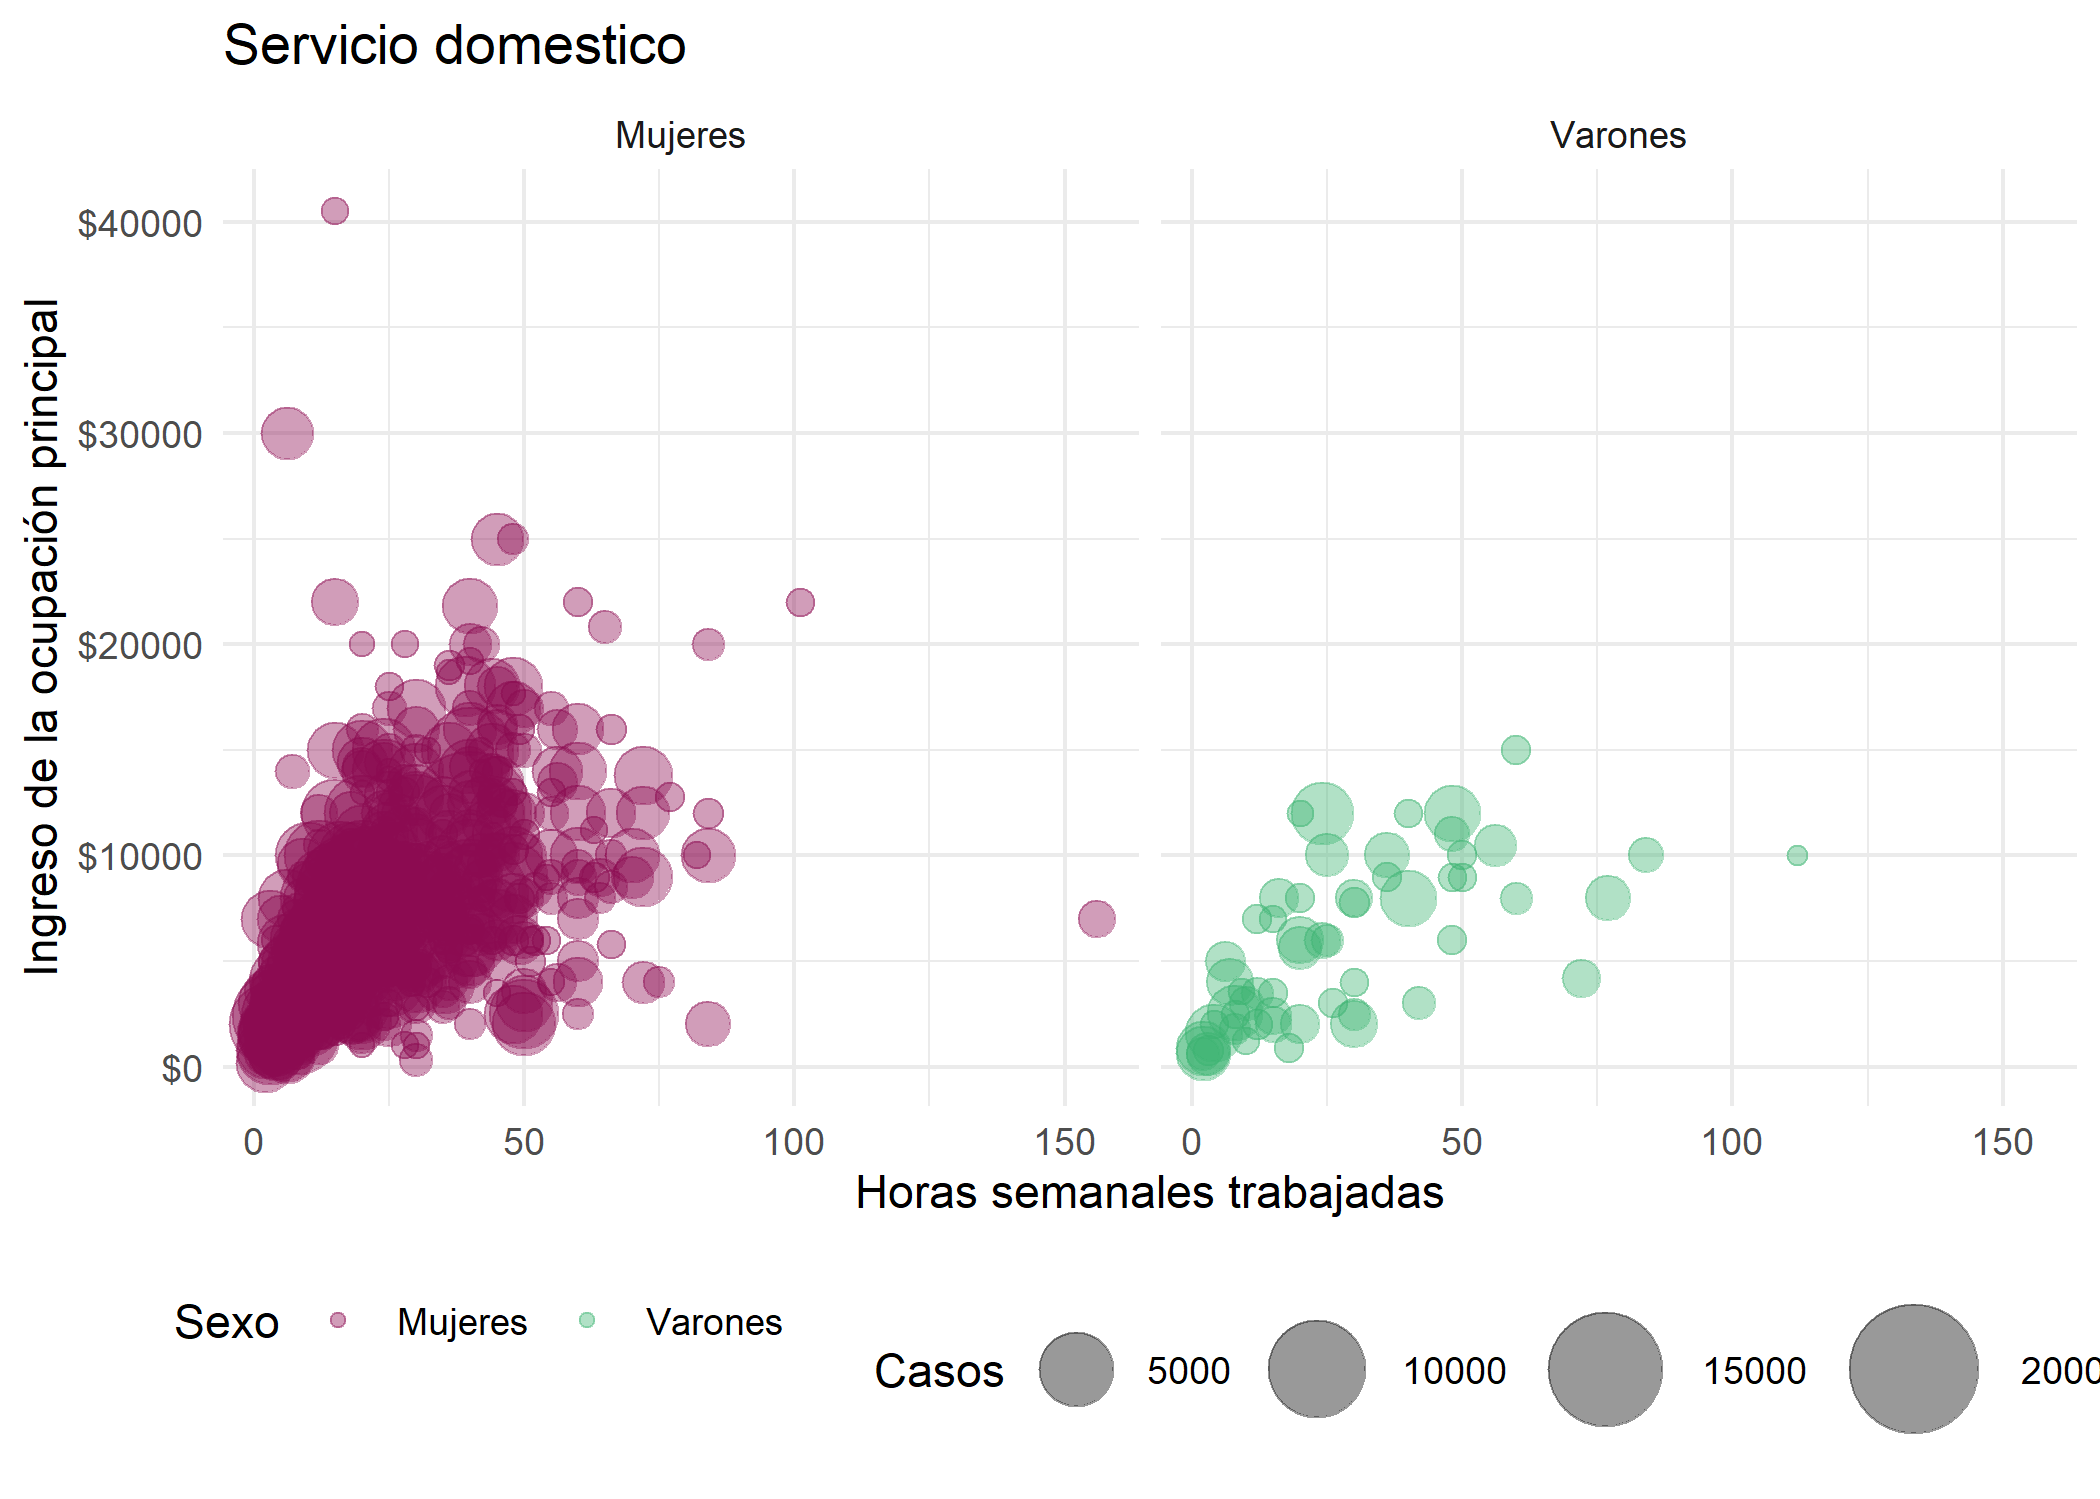 Servicio domestico
Mujeres
Varones
Ingreso de la ocupación principal
$40000
$30000
$20000
$10000
$0
0 50 100 150
0 50 100 150
Horas semanales trabajadas
Sexo Mujeres Varones
Casos 5000 10000 15000 2000